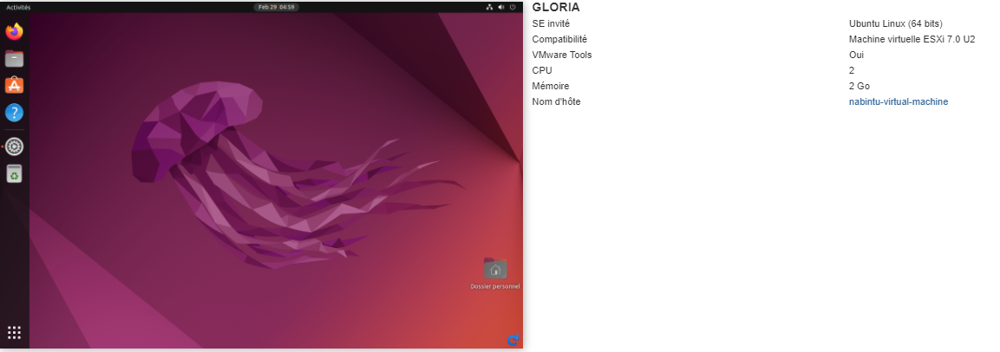 Activités
Feb 29 04:59
Dossier personnel
GLORIA
SE invité Ubuntu Linux (64 bits)
Compatibilité Machine virtuelle ESXi 7.0 U2
VMware Tools Oui
CPU 2
Mémoire 2 Go
Nom d'hôte nabintu-virtual-machine